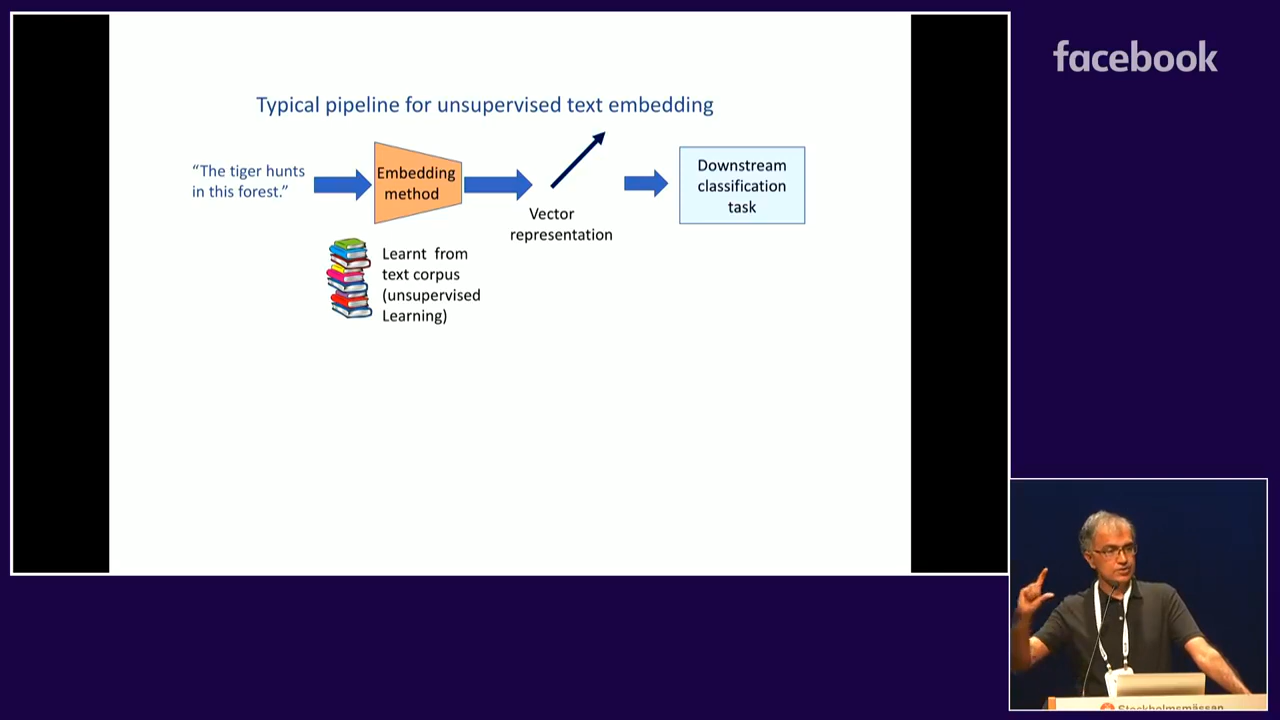 facebook
Typical pipeline for unsupervised text embedding
“The tiger hunts
in this forest.”
Embedding
method
Vector
representation
Downstream
classification
task
Learnt from
text corpus
(unsupervised
Learning)
Stockholmsmässan